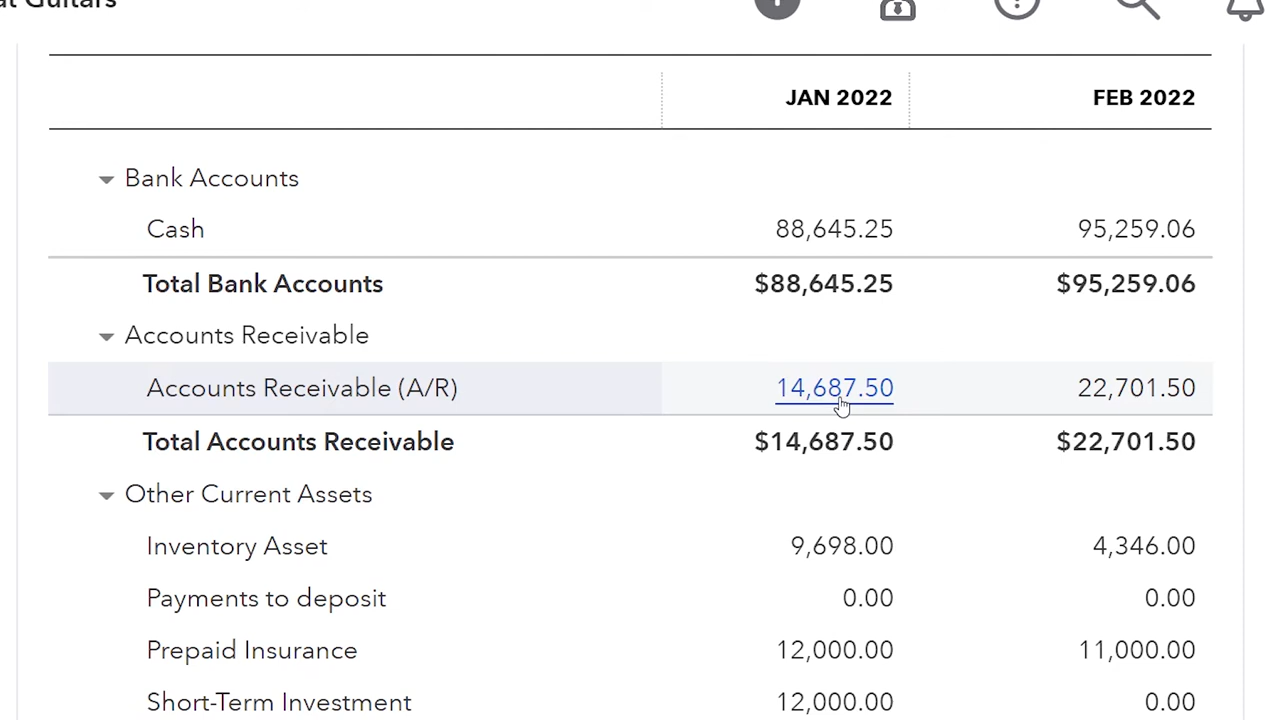 at Guitars
JAN 2022 FEB 2022
Bank Accounts
Cash 88,645.25 95,259.06
Total Bank Accounts $88,645.25 $95,259.06
Accounts Receivable
Accounts Receivable (A/R) 14,687.50 22,701.50
Total Accounts Receivable $14,687.50 $22,701.50
Other Current Assets
Inventory Asset 9,698.00 4,346.00
Payments to deposit 0.00 0.00
Prepaid Insurance 12,000.00 11,000.00
Short-Term Investment 12,000.00 0.00